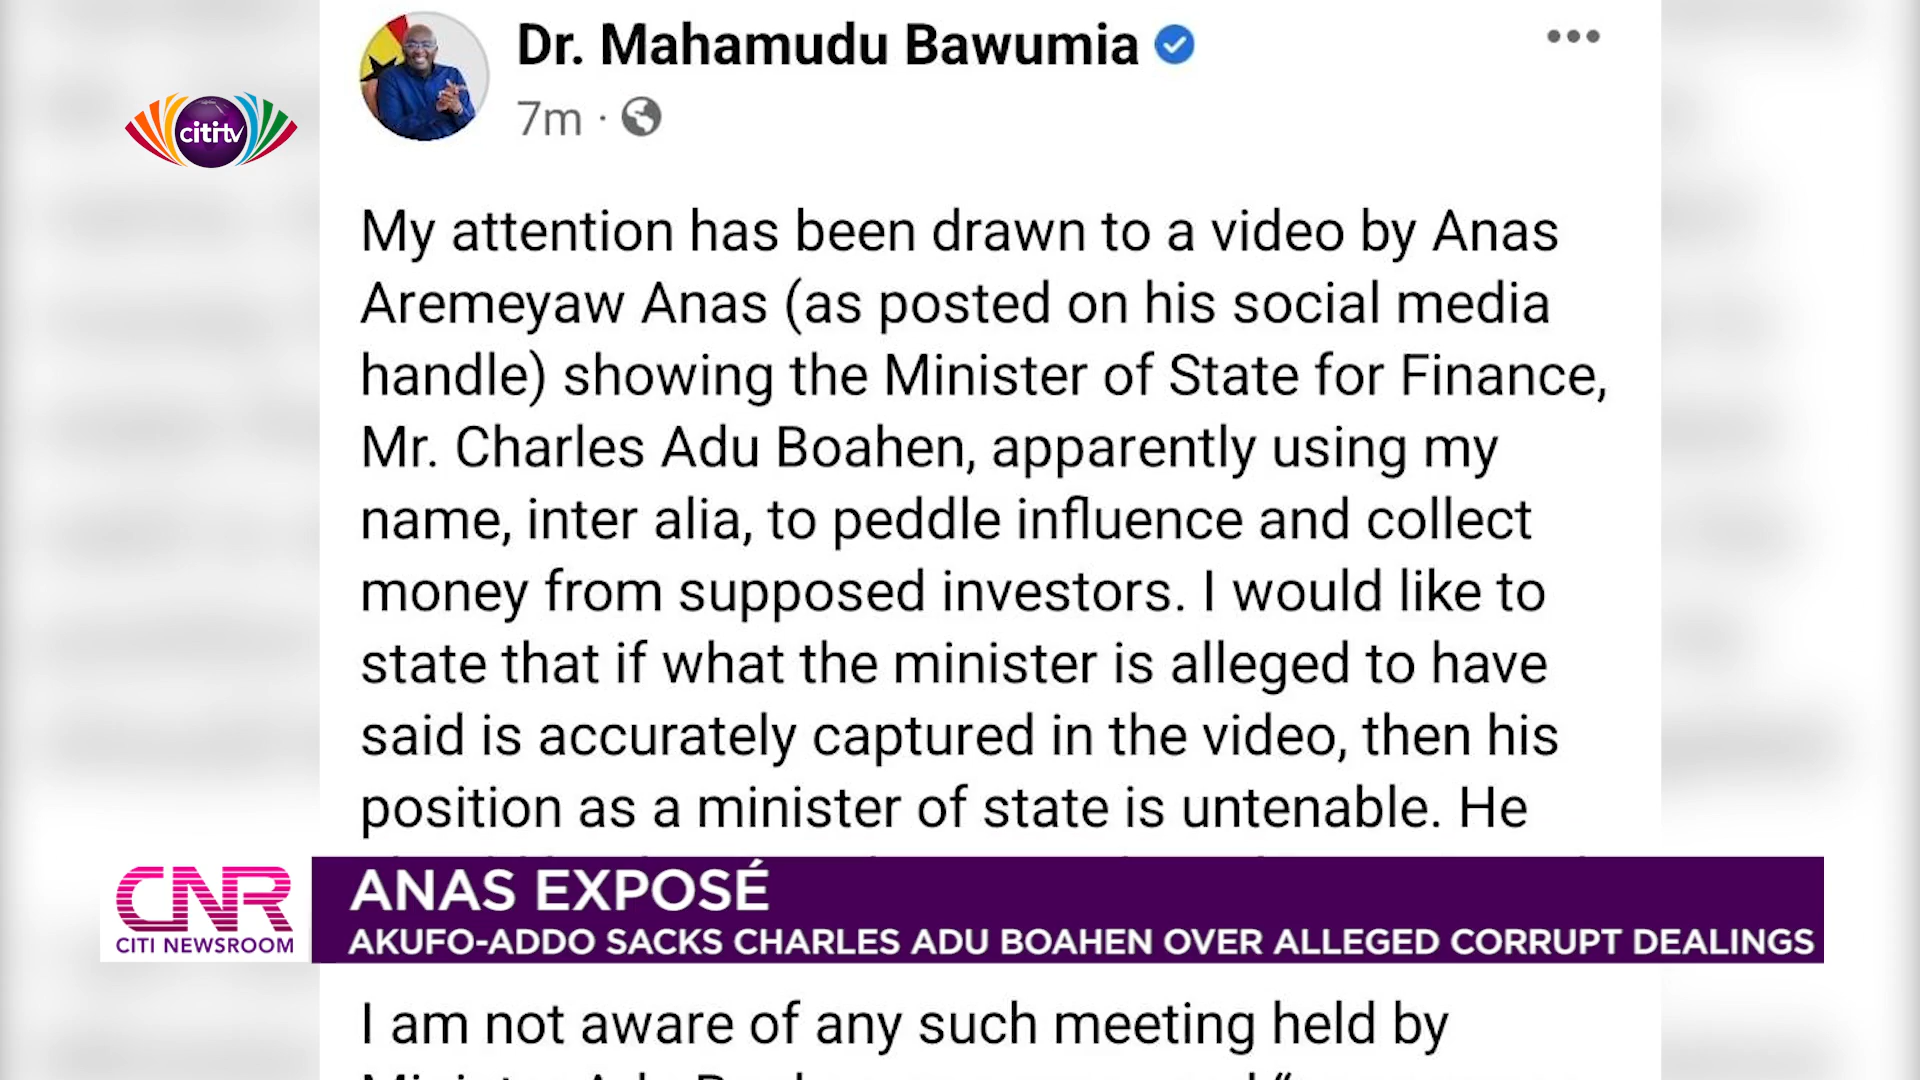 Dr. Mahamudu Bawumia
7m ·
cititv
My attention has been drawn to a video by Anas
Aremeyaw Anas (as posted on his social media
handle) showing the Minister of State for Finance,
Mr. Charles Adu Boahen, apparently using my
name, inter alia, to peddle influence and collect
money from supposed investors. I would like to
state that if what the minister is alleged to have
said is accurately captured in the video, then his
position as a minister of state is untenable. He
CNR
CITI NEWSROOM
ANAS EXPOSÉ
AKUFO-ADDO SACKS CHARLES ADU BOAHEN OVER ALLEGED CORRUPT DEALINGS
I am not aware of any such meeting held by